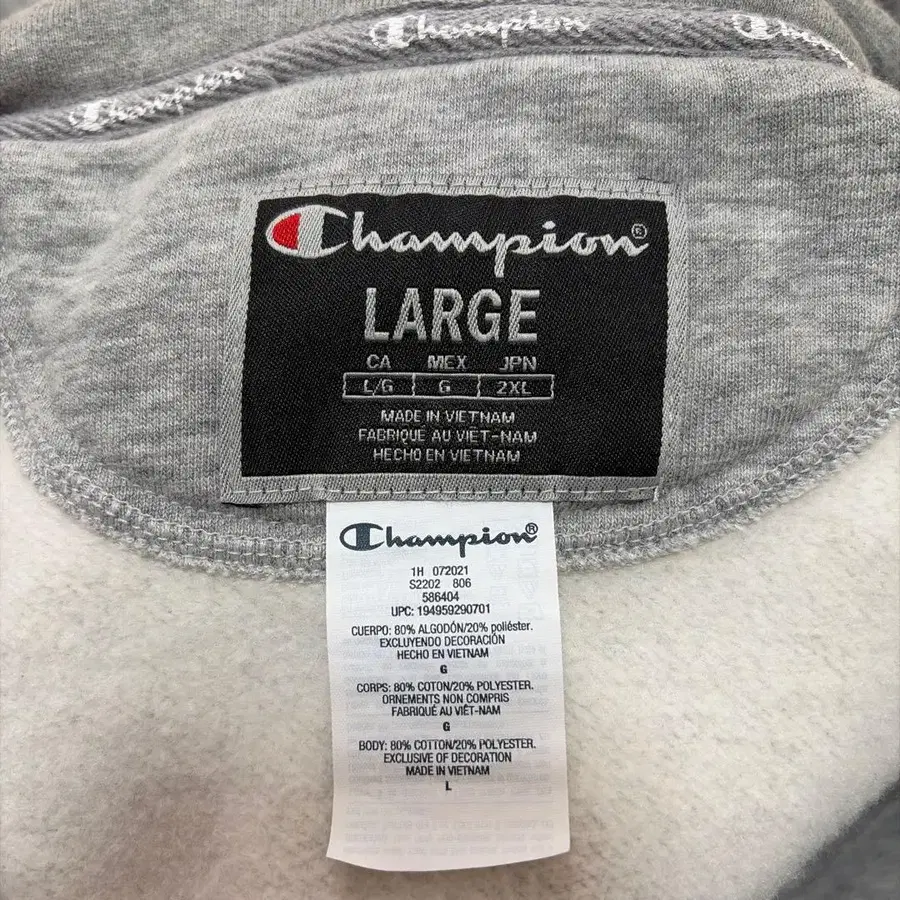 Champion
Champion
Cham
Champion®
LARGE
CA MEX JPN
L/G G 2XL
MADE IN VIETNAM
FABRIQUÉ AU VIÊT-NAM
HECHO EN VIETNAM
Champion®
1H 072021
S2202 806
586404
UPC: 194959290701
CUERPO: 80% ALGODÓN/20% poliéster.
EXCLUYENDO DECORACIÓN
HECHO EN VIETNAM
G
CORPS: 80% COTON/20% POLYESTER.
ORNEMENTS NON COMPRIS
FABRIQUÉ AU VIÊT-NAM
G
BODY: 80% COTTON/20% POLYESTER.
EXCLUSIVE OF DECORATION
MADE IN VIETNAM
L